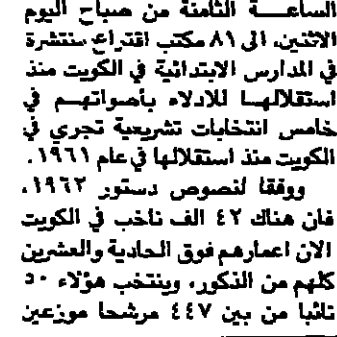 الساعة الثامنة من صباح اليوم
الاثنين، الى ٨١ مكتب اقتراع منتشرة
في المدارس الابتدائية في الكويت منذ
استقلالها للادلاء بأصواتهم في
خامس انتخابات تشريعية تجري في
الكويت منذ استقلالها في عام ١٩٦١.
ووفقا لنصوص دستور ١٩٦٢،
فان هناك ٤٢ الف ناخب في الكويت
الان اعمارهم فوق الحادية والعشرين
كلهم من الذكور، وينتخب هؤلاء ٥٠
نائبا من بين ٤٤٧ مرشحا موزعين